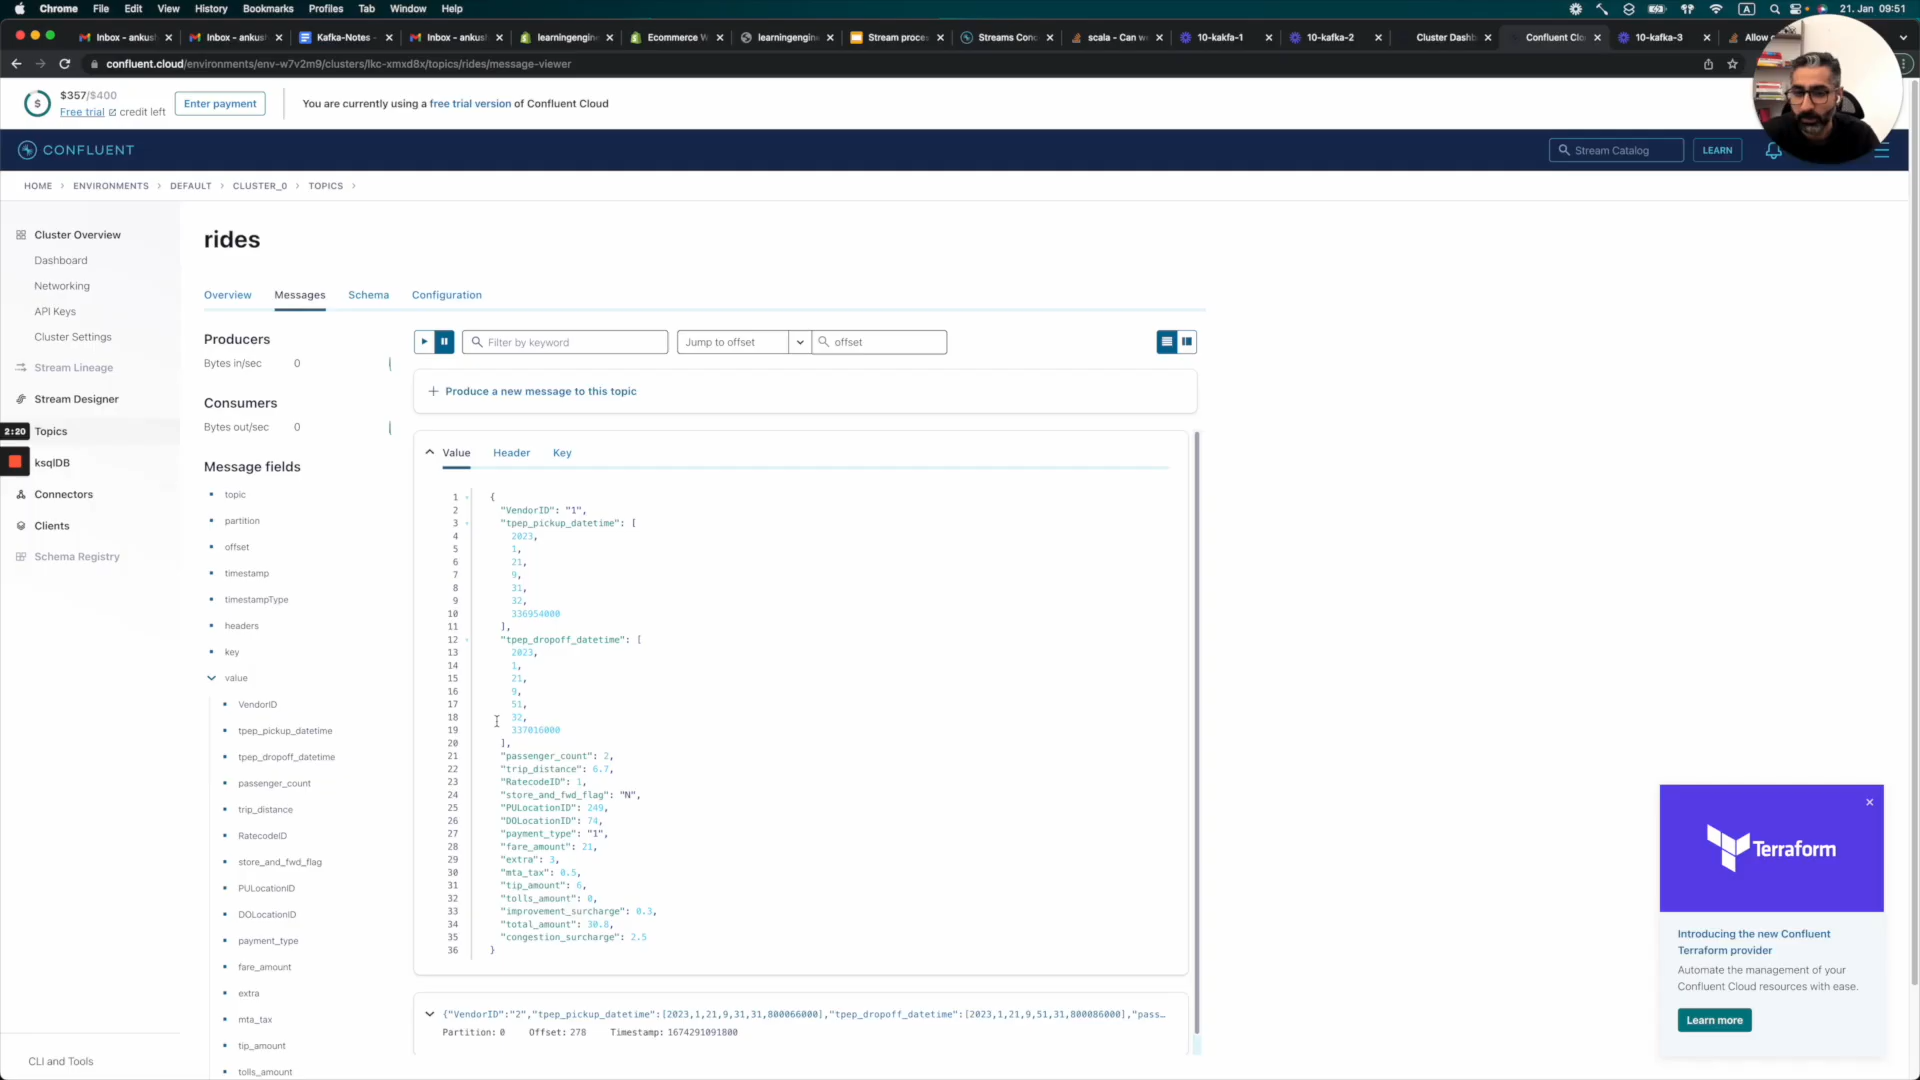 Chrome File Edit View History Bookmarks Profiles Tab Window Help
A 21. Jan 09:51
Inbox - ankus
Inbox - ankus
Kafka-Notes -
Inbox - ankus
learningengin
Ecommerce W
learningengin
Stream proces
Streams Conc
scala - Can w
10-kakfa-1
10-kafka-2
Cluster Dashb
Confluent Clo
10-kafka-3
Allow
confluent.cloud/environments/env-w7v2m9/clusters/lkc-xmxd8x/topics/rides/message-viewer
$
$357/$400
Free trial credit left
Enter payment
You are currently using a free trial version of Confluent Cloud
CONFLUENT
Stream Catalog
LEARN
HOME > ENVIRONMENTS > DEFAULT > CLUSTER_0 > TOPICS >
Cluster Overview
Dashboard
Networking
API Keys
Cluster Settings
Stream Lineage
Stream Designer
2:20
Topics
ksqlDB
Connectors
Clients
Schema Registry
CLI and Tools
rides
Overview Messages Schema Configuration
Producers
Bytes in/sec 0
Consumers
Bytes out/sec 0
Message fields
topic
partition
offset
timestamp
timestampType
headers
key
value
VendorID
tpep_pickup_datetime
tpep_dropoff_datetime
passenger_count
trip_distance
RatecodeID
store_and_fwd_flag
PULocationID
DOLocationID
payment_type
fare_amount
extra
mta_tax
tip_amount
tolls_amount
Filter by keyword
Jump to offset
offset
+ Produce a new message to this topic
Value Header Key
1 {
2 "VendorID": "1",
3 "tpep_pickup_datetime": [
4 2023,
5 1,
6 21,
7 9,
8 31,
9 32,
10 336954000
11 ],
12 "tpep_dropoff_datetime": [
13 2023,
14 1,
15 21,
16 9,
17 51,
18 32,
19 337016000
20 ],
21 "passenger_count": 2,
22 "trip_distance": 6.7,
23 "RatecodeID": 1,
24 "store_and_fwd_flag": "N",
25 "PULocationID": 249,
26 "DOLocationID": 74,
27 "payment_type": "1",
28 "fare_amount": 21,
29 "extra": 3,
30 "mta_tax": 0.5,
31 "tip_amount": 6,
32 "tolls_amount": 0,
33 "improvement_surcharge": 0.3,
34 "total_amount": 30.8,
35 "congestion_surcharge": 2.5
36 }
{"VendorID":"2","tpep_pickup_datetime":[2023,1,21,9,31,31,800066000],"tpep_dropoff_datetime":[2023,1,21,9,51,31,800086000],"pass…
Partition: 0 Offset: 278 Timestamp: 1674291091800
Terraform
Introducing the new Confluent
Terraform provider
Automate the management of your
Confluent Cloud resources with ease.
Learn more